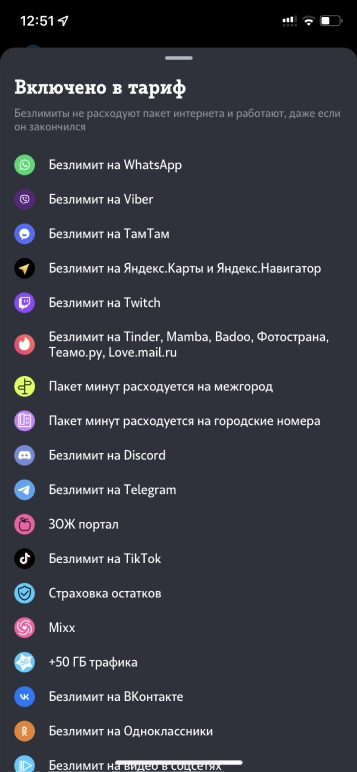 12:51
Включено в тариф
Безлимиты не расходуют пакет интернета и работают, даже если
он закончился
Безлимит на WhatsApp
Безлимит на Viber
Безлимит на ТамТам
Безлимит на Яндекс.Карты и Яндекс.Навигатор
Безлимит на Twitch
Безлимит на Tinder, Mamba, Badoo, Фотострана,
Теамо.ру, Love.mail.ru
Пакет минут расходуется на межгород
Пакет минут расходуется на городские номера
Безлимит на Discord
Безлимит на Telegram
ЗОЖ портал
Безлимит на TikTok
Страховка остатков
Mixx
+50 ГБ трафика
Безлимит на ВКонтакте
Безлимит на Одноклассники
Безлимит на видео в соцсетях